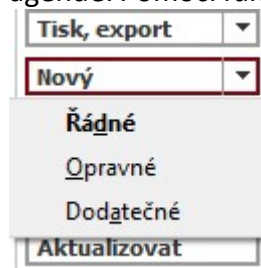 Tisk, export
Nový
Řádné
Opravné
Dodatečné
Aktualizovat